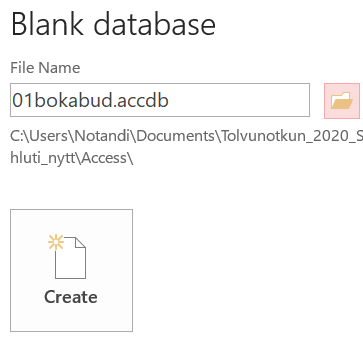 Blank database
File Name
01bokabud.accdb
C:\Users\Notandi\Documents\Tolvunotkun_2020_S
hluti_nytt\Access\
Create